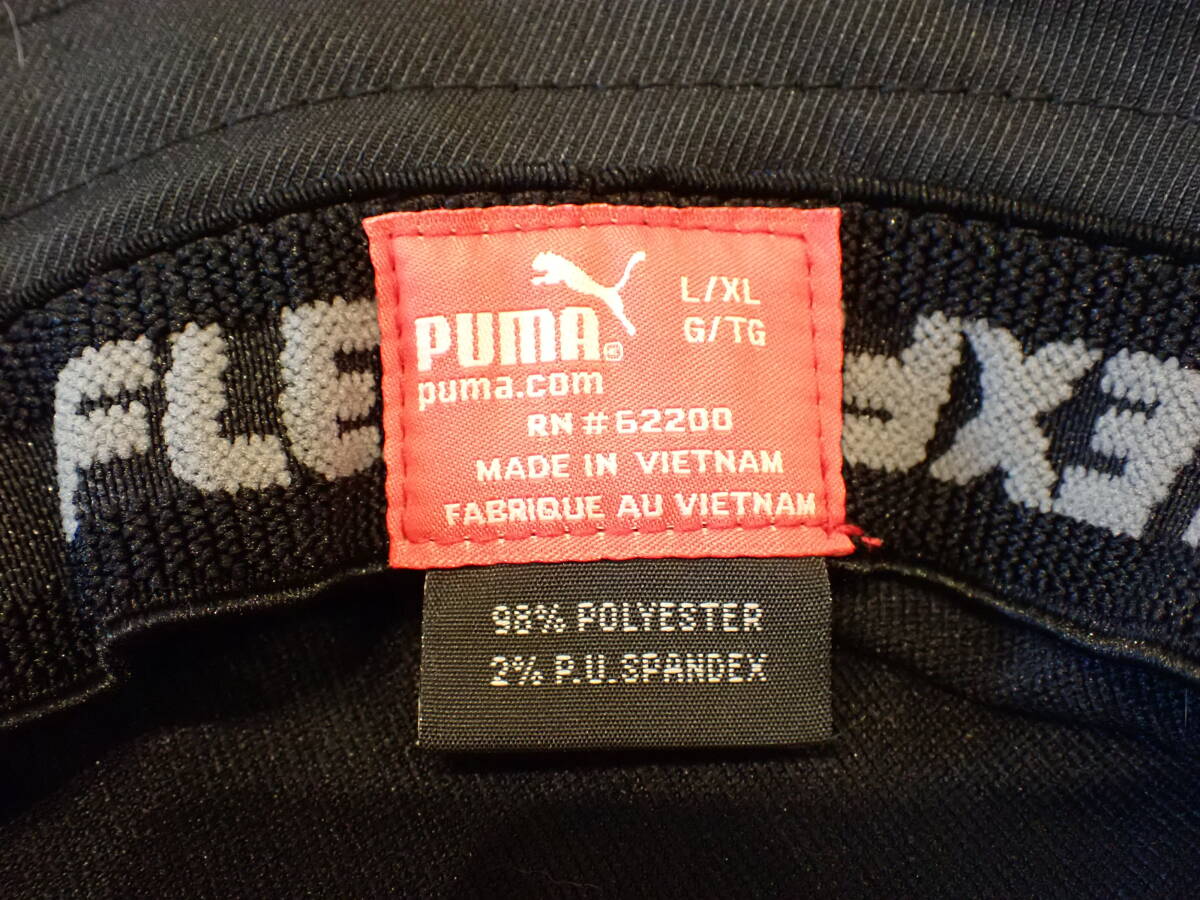 L/XL
G/TG
PUMA®
puma.com
RN # 62200
MADE IN VIETNAM
FABRIQUE AU VIETNAM
98% POLYESTER
2% P.U.SPANDEX